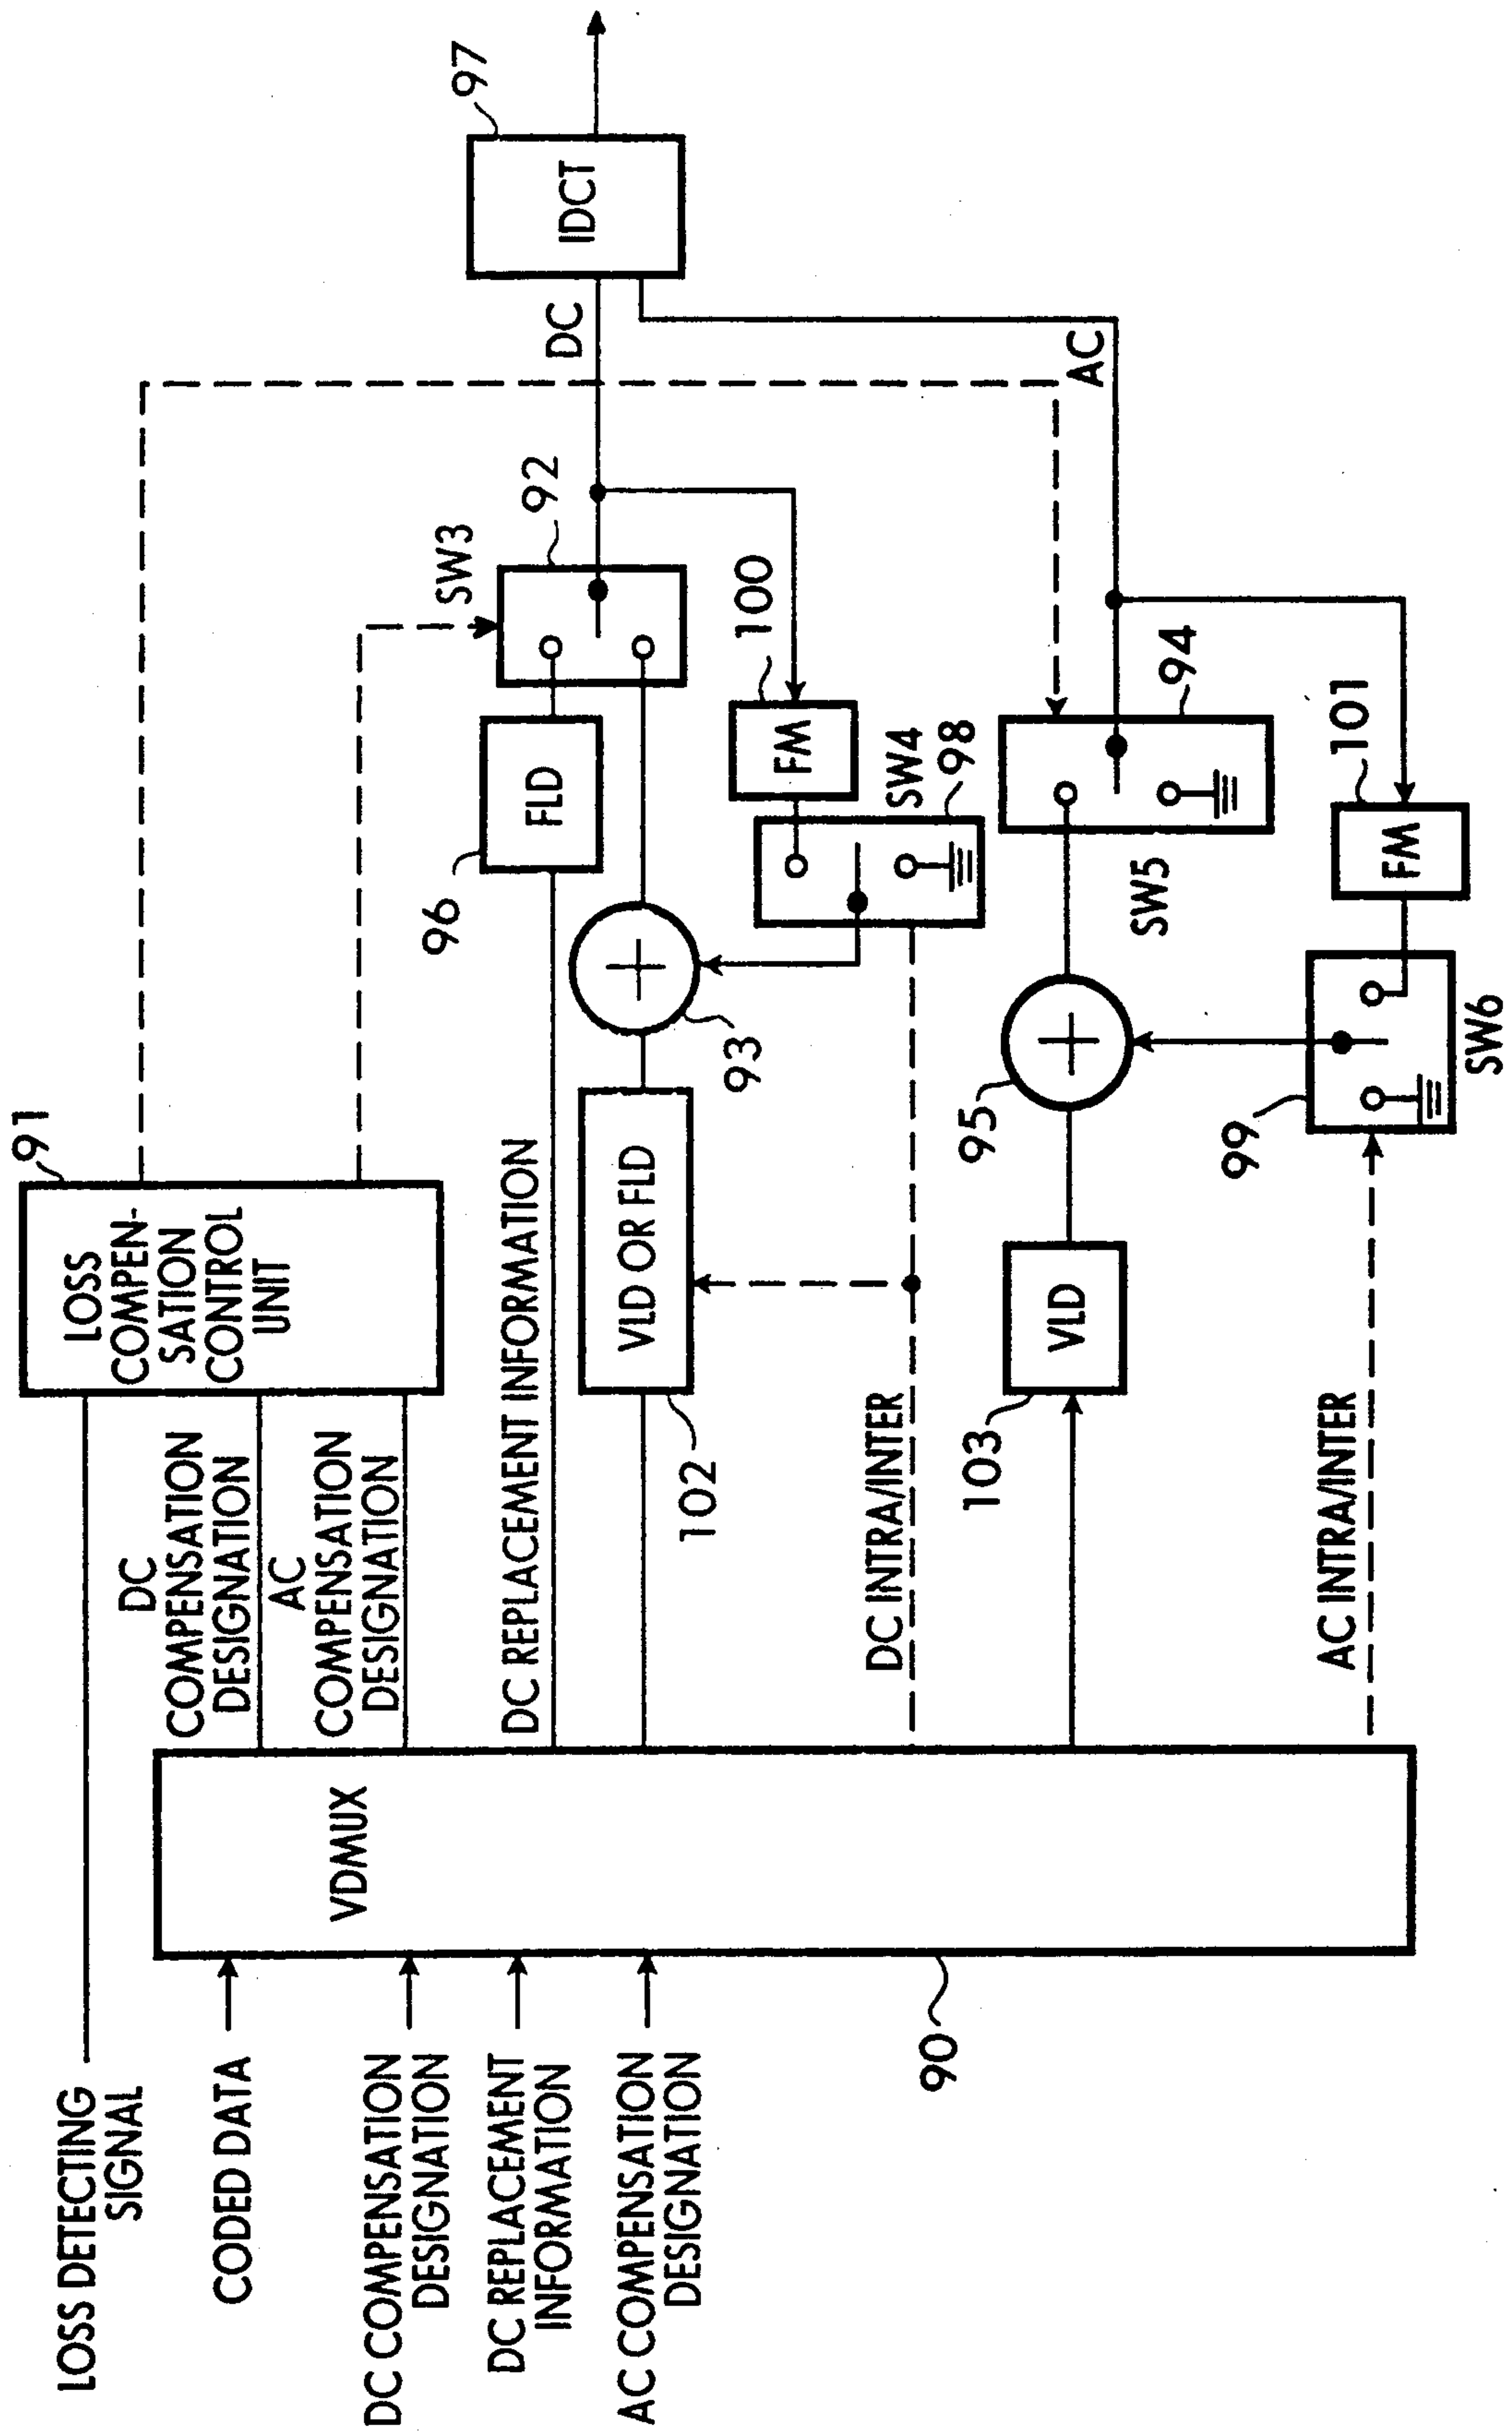 LOSS DETECTING
SIGNAL
CODED DATA
DC COMPENSATION
DESIGNATION
DC REPLACEMENT
INFORMATION
AC COMPENSATION
DESIGNATION
90
VDMUX
DC
COMPENSATION
DESIGNATION
AC
COMPENSATION
DESIGNATION
DC REPLACEMENT INFORMATION
DC INTRA/INTER
AC INTRA/INTER
91
LOSS
COMPEN-
SATION
CONTROL
UNIT
VLD OR FLD
102
VLD
103
93
95
99
SW6
96
FLD
SW3
92
100
FM
SW4
98
SW5
94
101
FM
DC
AC
IDCT
97